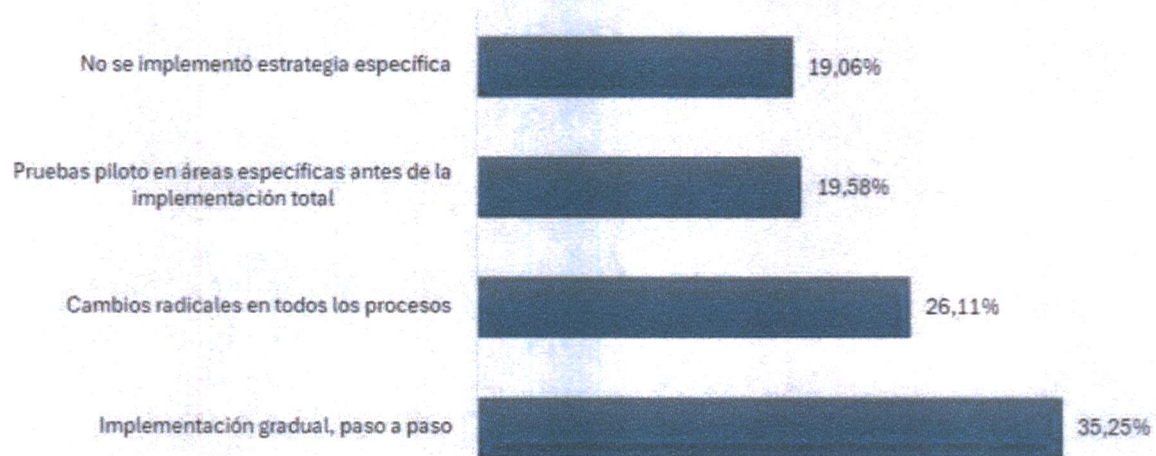 No se implementó estrategia específica
19,06%
Pruebas piloto en áreas específicas antes de la
implementación total
19,58%
Cambios radicales en todos los procesos
26,11%
Implementación gradual, paso a paso
35,25%